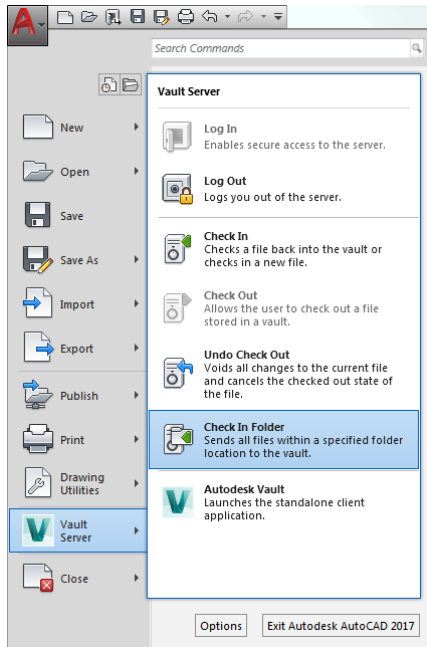 A
Search Commands
Vault Server
New
Log In
Enables secure access to the server.
Open
Log Out
Logs you out of the server.
Save
Check In
Checks a file back into the vault or
checks in a new file.
Save As
Check Out
Allows the user to check out a file
stored in a vault.
Import
Export
Undo Check Out
Voids all changes to the current file
and cancels the checked out state of
the file.
Publish
Check In Folder
Sends all files within a specified folder
location to the vault.
Print
Drawing
Utilities
Autodesk Vault
Launches the standalone client
application.
Vault
Server
Close
Options
Exit Autodesk AutoCAD 2017